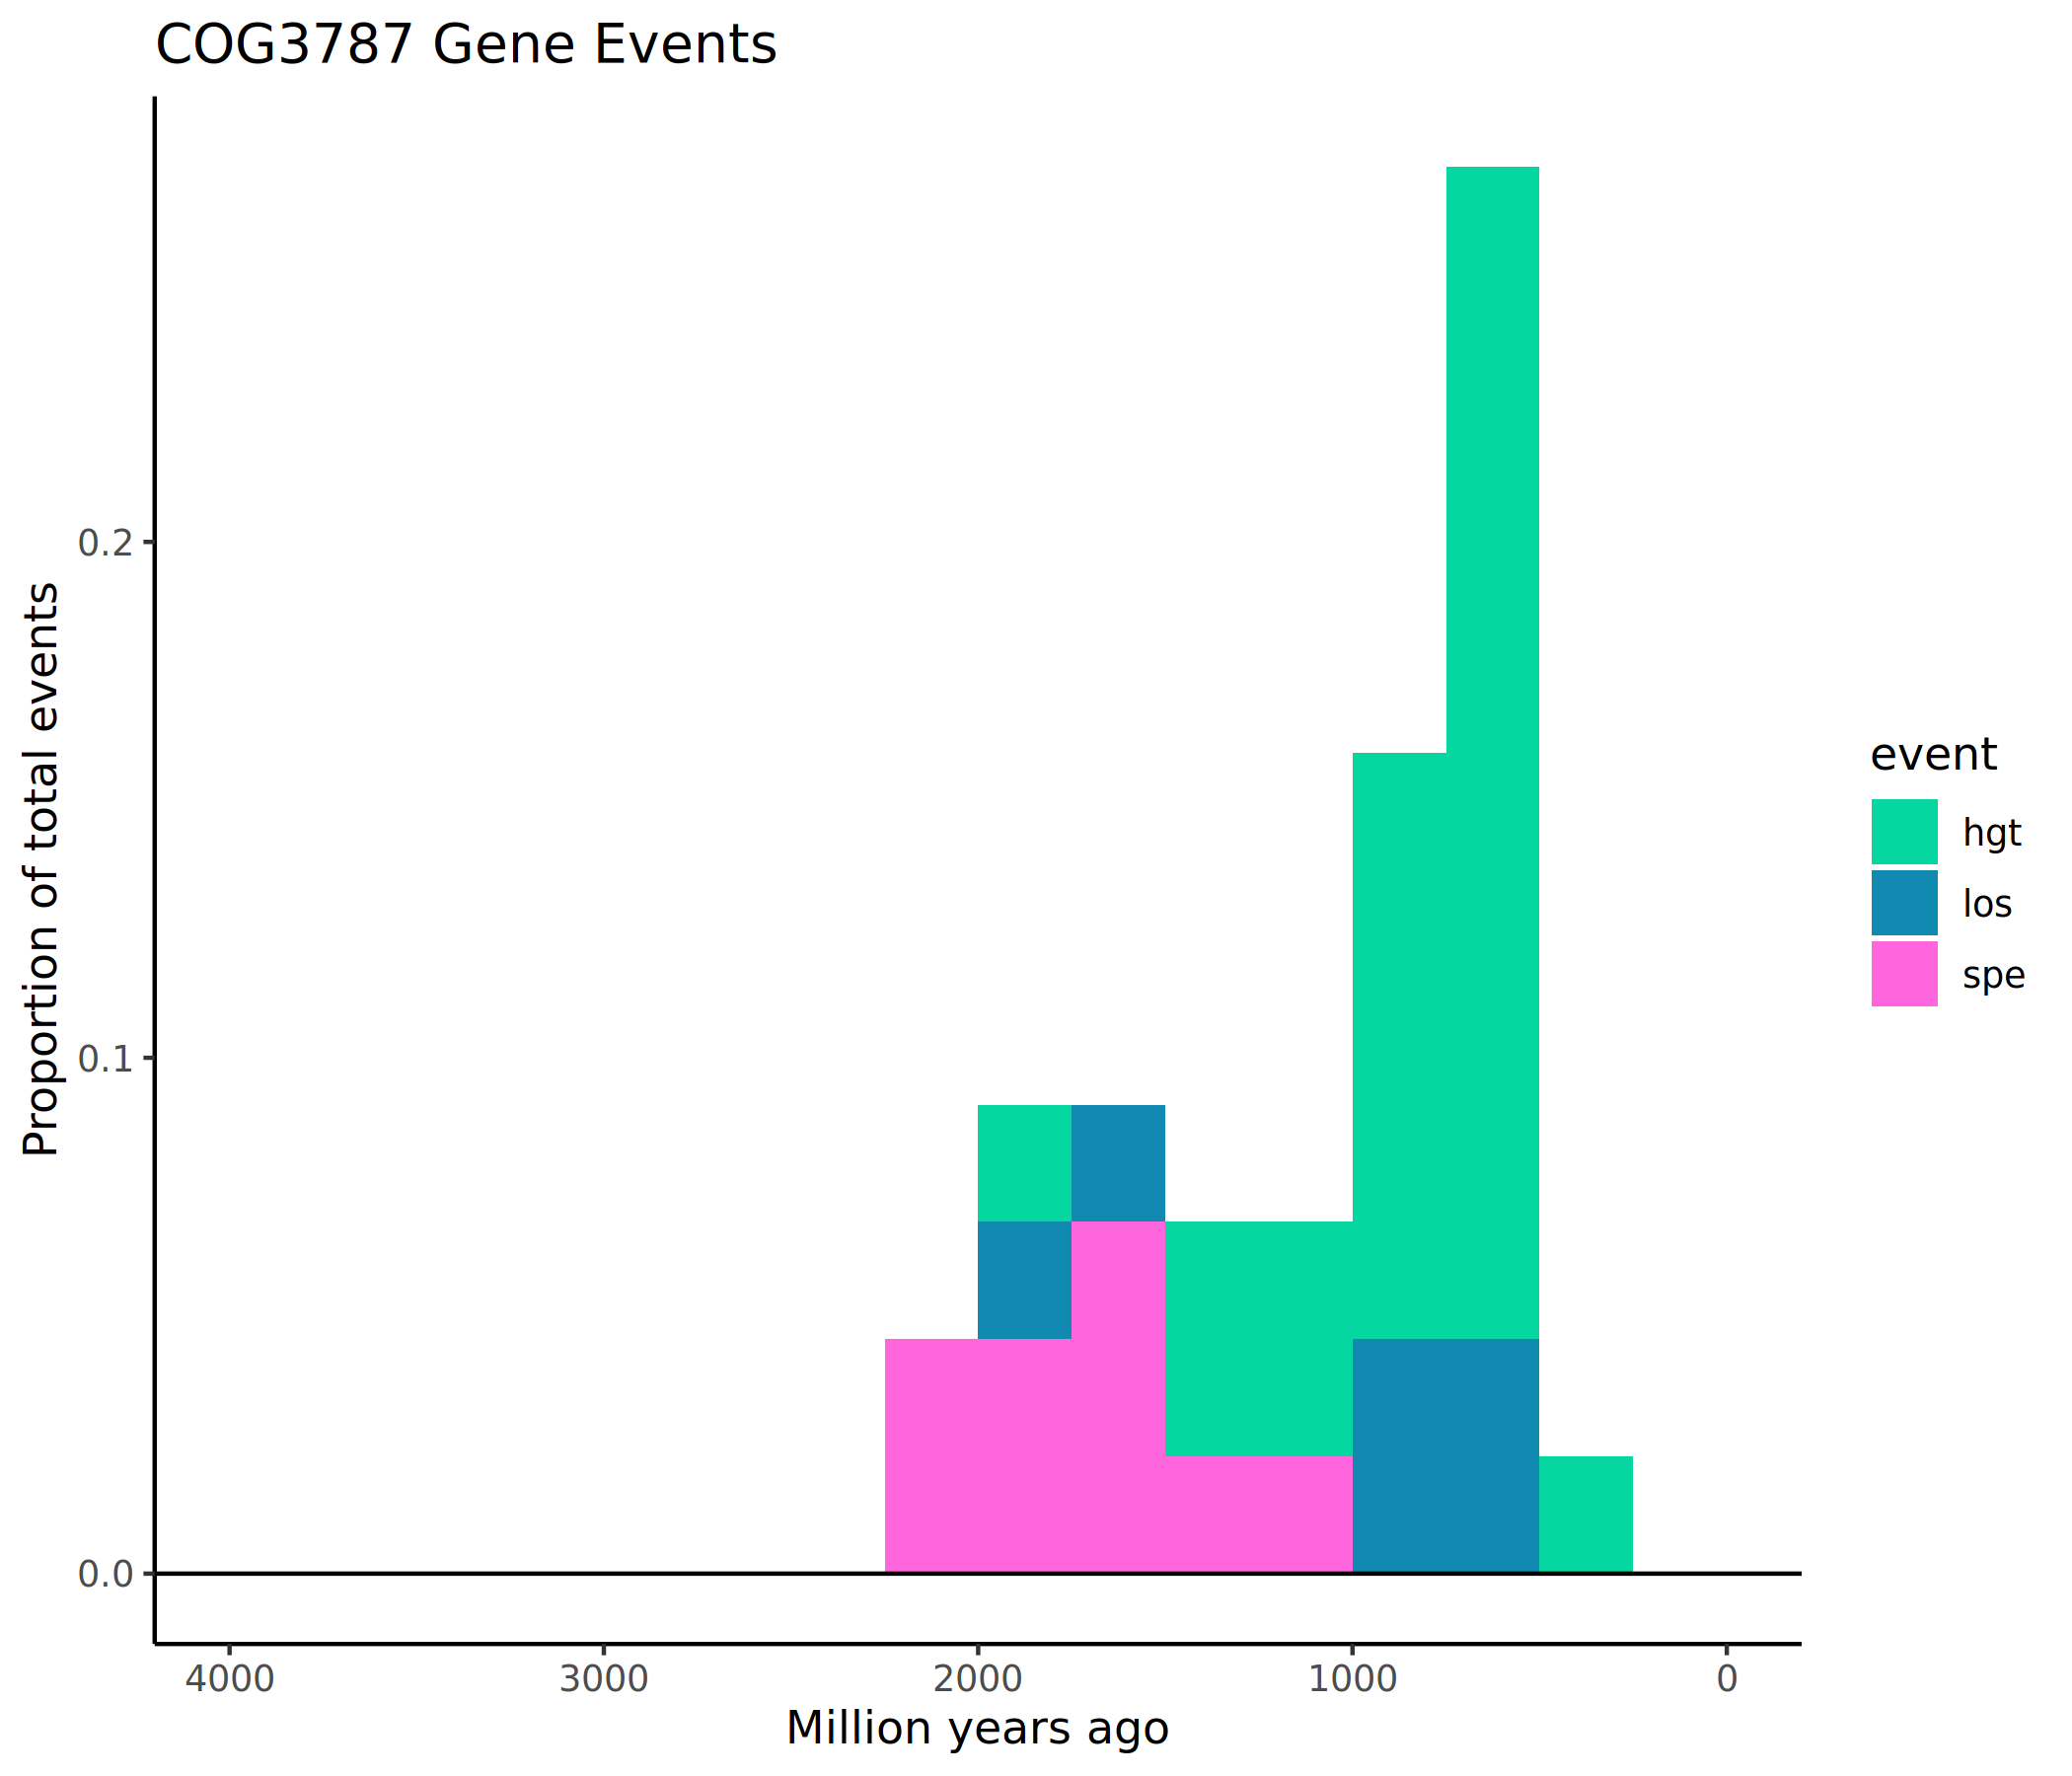 COG3787 Gene Events
Proportion of total events
0.2
0.1
0.0
4000 3000 2000 1000 0
Million years ago
event
hgt
los
spe